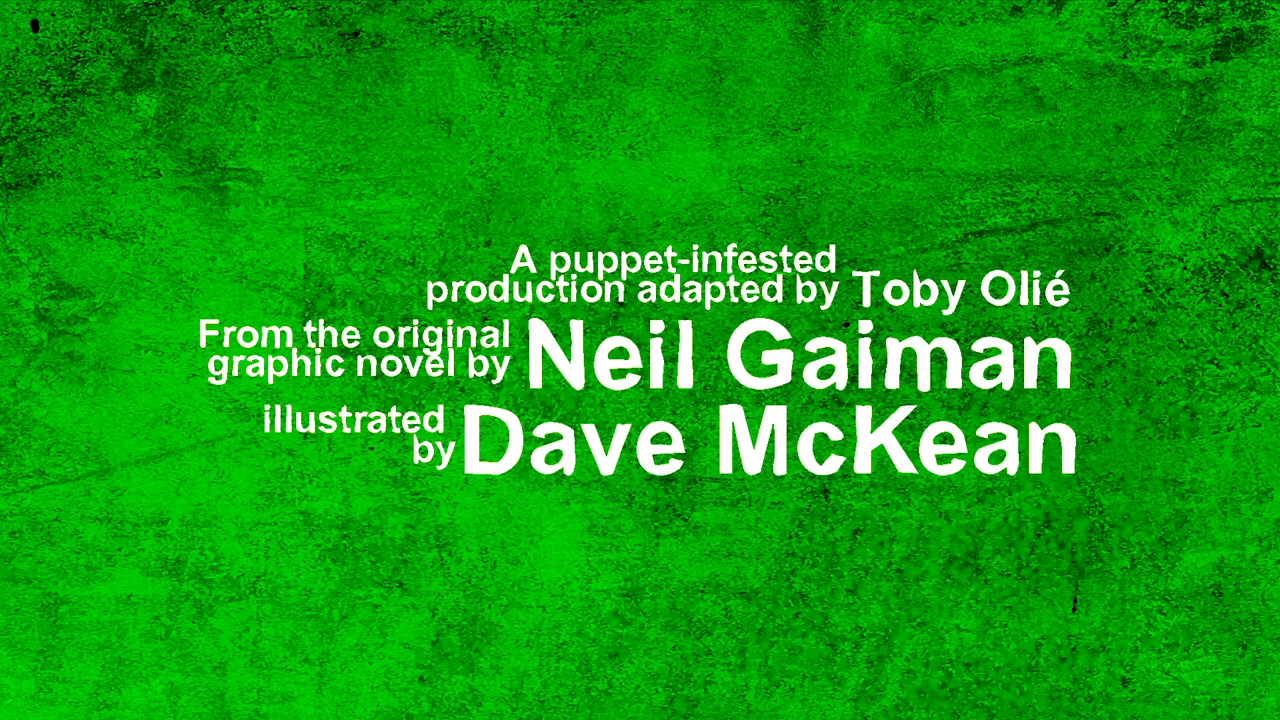 A puppet-infested
production adapted by Toby Olié
From the original
graphic novel by Neil Gaiman
illustrated
by Dave McKean